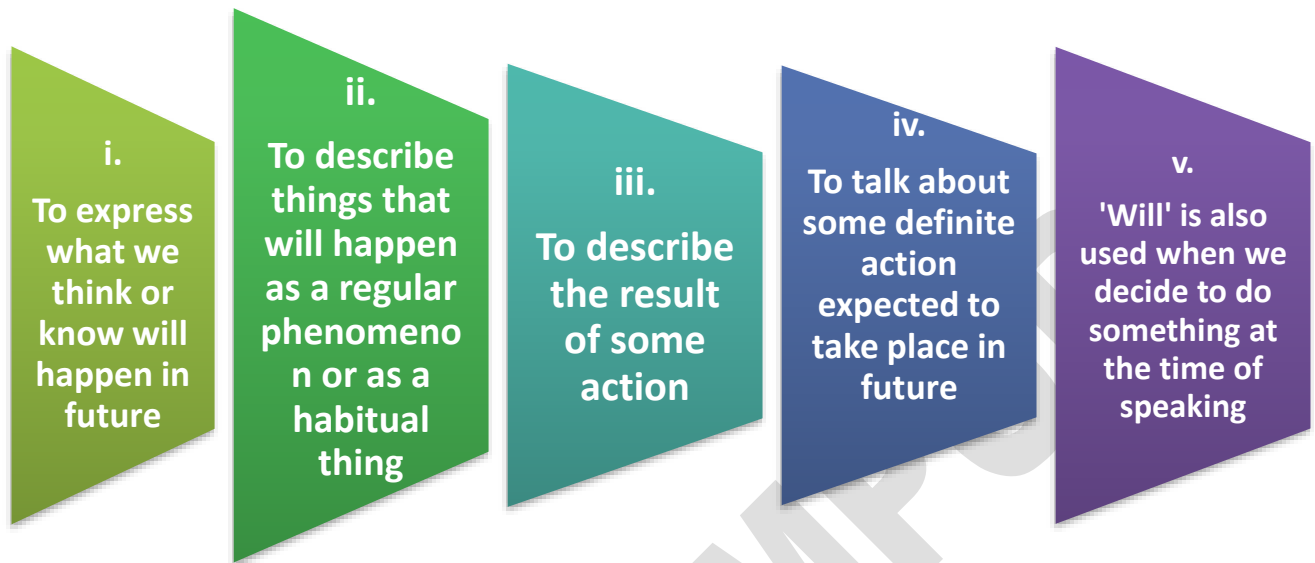 i.
To express
what we
think or
know will
happen in
future
ii.
To describe
things that
will happen
as a regular
phenomeno
n or as a
habitual
thing
iii.
To describe
the result
of some
action
iv.
To talk about
some definite
action
expected to
take place in
future
v.
'Will' is also
used when we
decide to do
something at
the time of
speaking